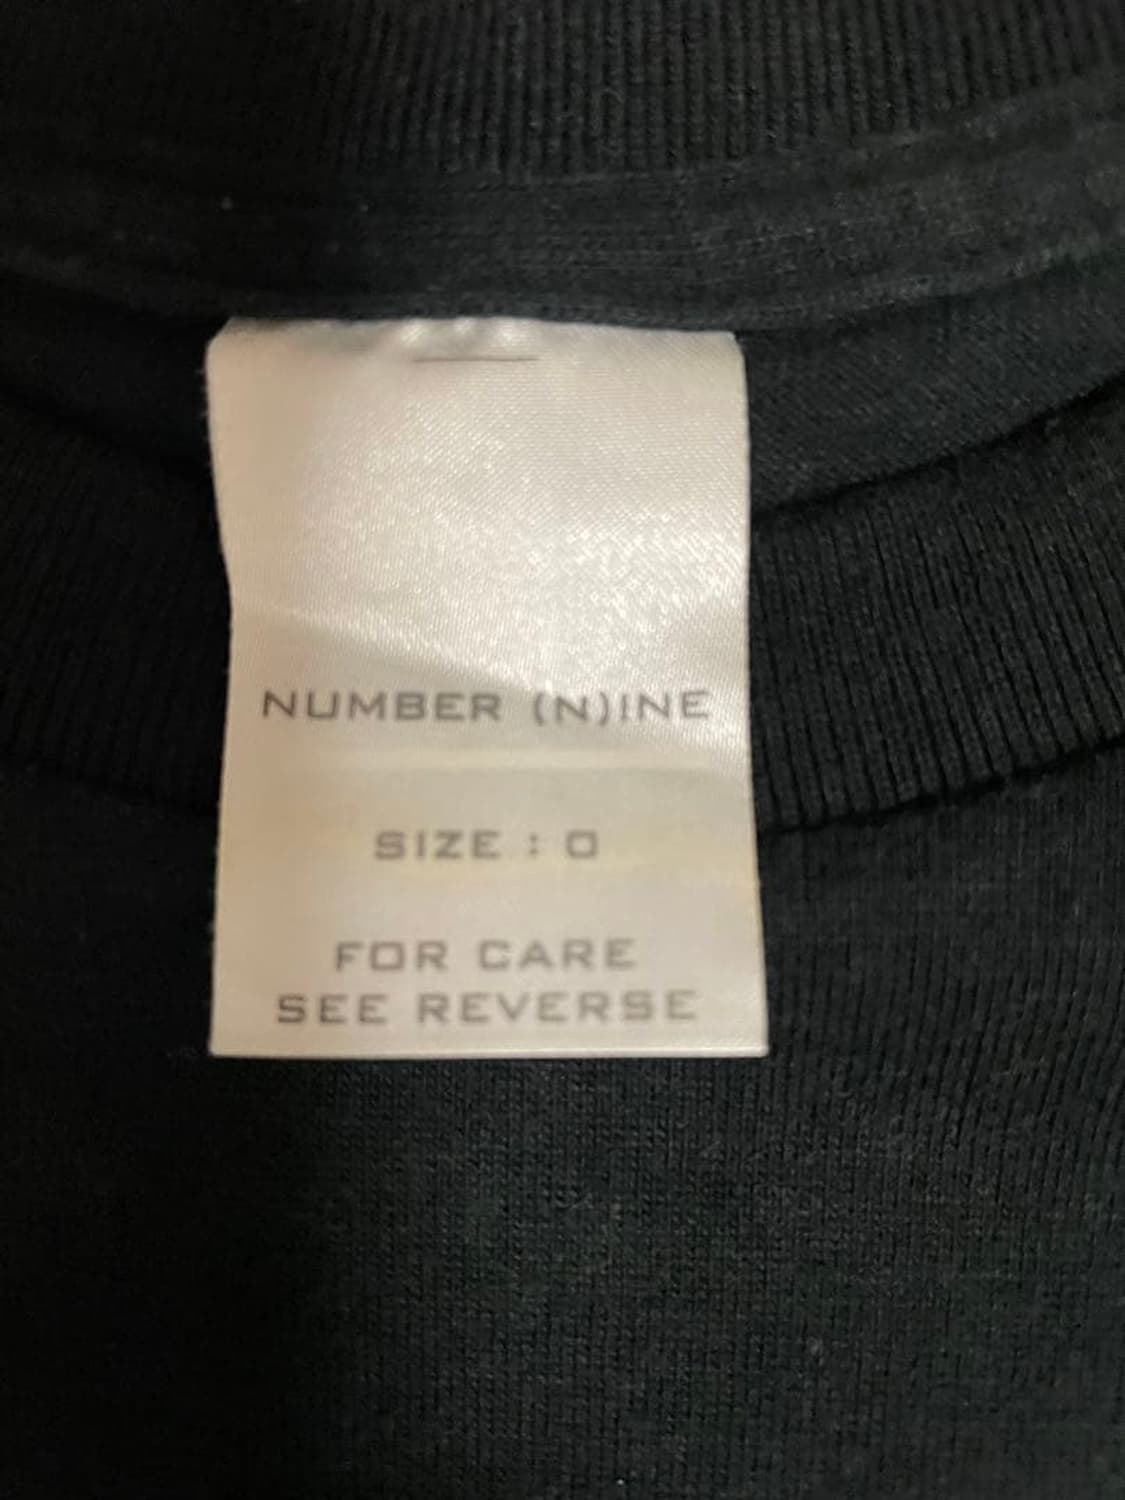 NUMBER (N)INE
SIZE : 0
FOR CARE
SEE REVERSE